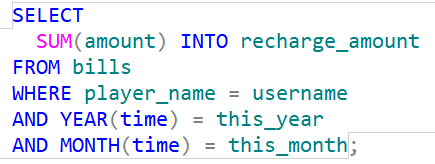 SELECT
  SUM(amount) INTO recharge_amount
FROM bills
WHERE player_name = username
AND YEAR(time) = this_year
AND MONTH(time) = this_month;